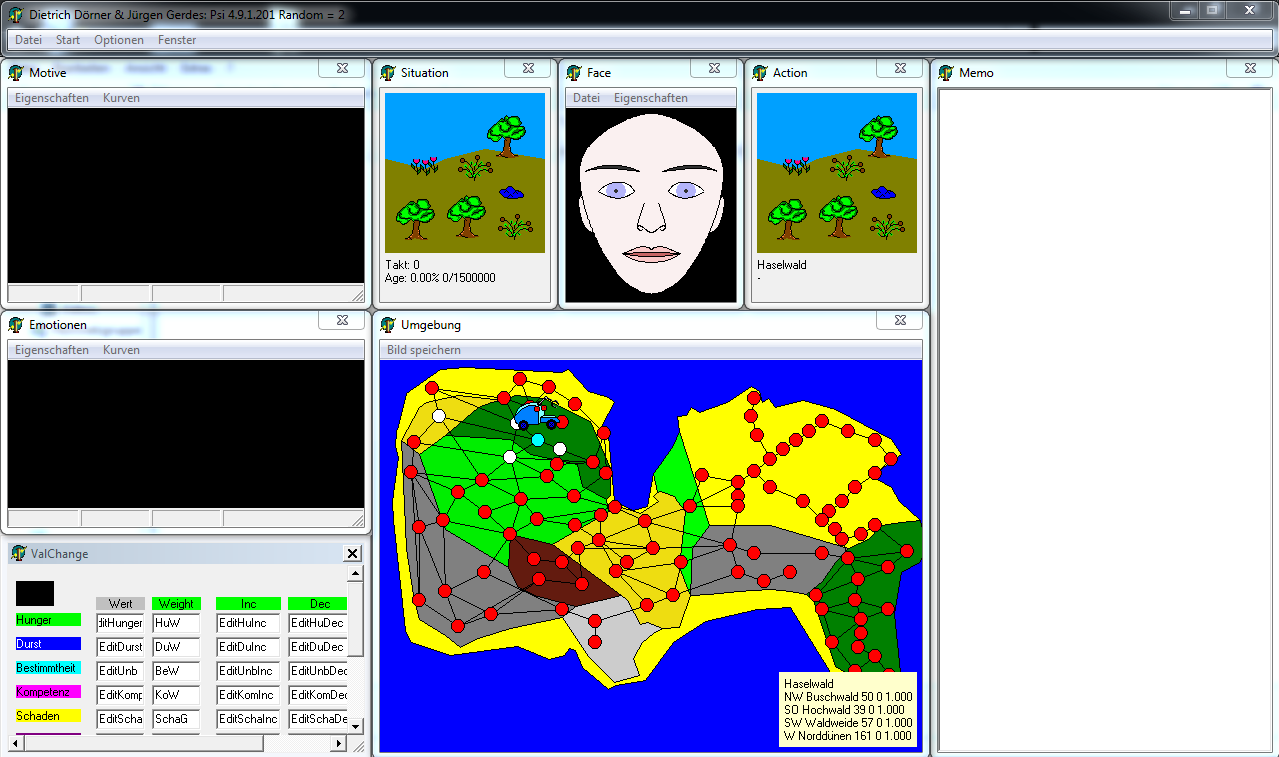 Dietrich Dörner & Jürgen Gerdes: Psi 4.9.1.201 Random = 2
Datei Start Optionen Fenster
Motive
Eigenschaften Kurven
Situation
Takt: 0
Age: 0.00% 0/1500000
Face
Datei Eigenschaften
Action
Haselwald
-
Memo
Emotionen
Eigenschaften Kurven
Umgebung
Bild speichern
Haselwald
NW Buschwald 50 0 1.000
SO Hochwald 39 0 1.000
SW Waldweide 57 0 1.000
W Norddünen 161 0 1.000
ValChange
Wert Weight Inc Dec
Hunger ditHunger HuW EditHuInc EditHuDec
Durst EditDurst DuW EditDuInc EditDuDec
Bestimmtheit EditUnb BeW EditUnbInc EditUnbDec
Kompetenz EditKomp KoW EditKomInc EditKomDec
Schaden EditScha SchaG EditSchaInc EditSchaDe